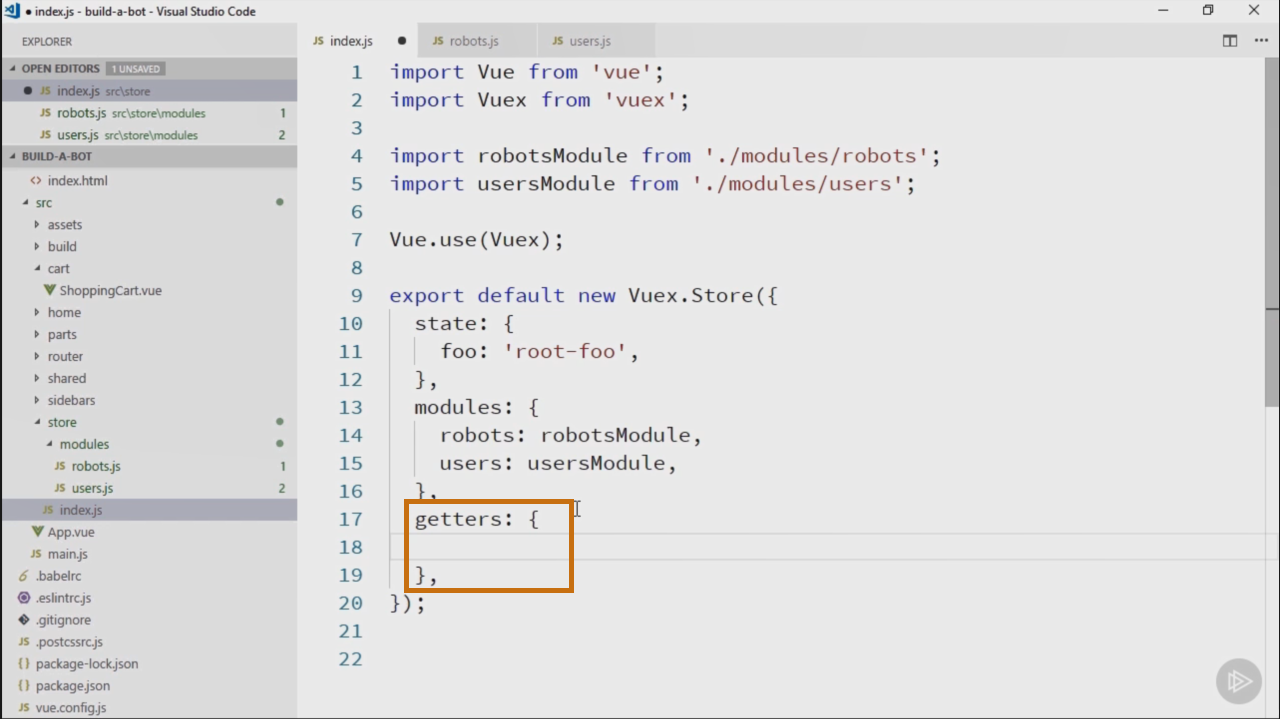 ● index.js - build-a-bot - Visual Studio Code
EXPLORER
OPEN EDITORS 1 UNSAVED
● JS index.js src\store
JS robots.js src\store\modules 1
JS users.js src\store\modules 2
BUILD-A-BOT
<> index.html
src
assets
build
cart
ShoppingCart.vue
home
parts
router
shared
sidebars
store
modules
JS robots.js 1
JS users.js 2
JS index.js
App.vue
JS main.js
.babelrc
.eslintrc.js
.gitignore
JS .postcssrc.js
{} package-lock.json
{} package.json
JS vue.config.js
JS index.js ●
JS robots.js
JS users.js
1 import Vue from 'vue';
2 import Vuex from 'vuex';
3
4 import robotsModule from './modules/robots';
5 import usersModule from './modules/users';
6
7 Vue.use(Vuex);
8
9 export default new Vuex.Store({
10 state: {
11 foo: 'root-foo',
12 },
13 modules: {
14 robots: robotsModule,
15 users: usersModule,
16 },
17 getters: {
18
19 },
20 });
21
22